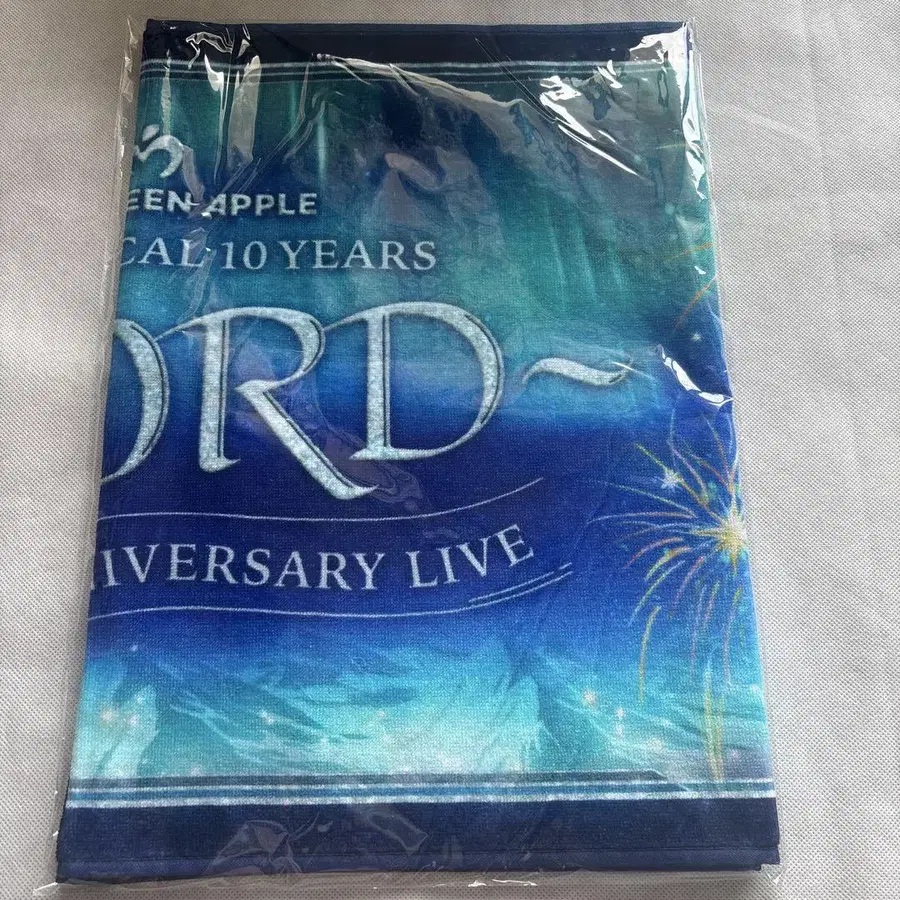 EEN APPLE
CAL 10 YEARS
ORD~
IVERSARY LIVE